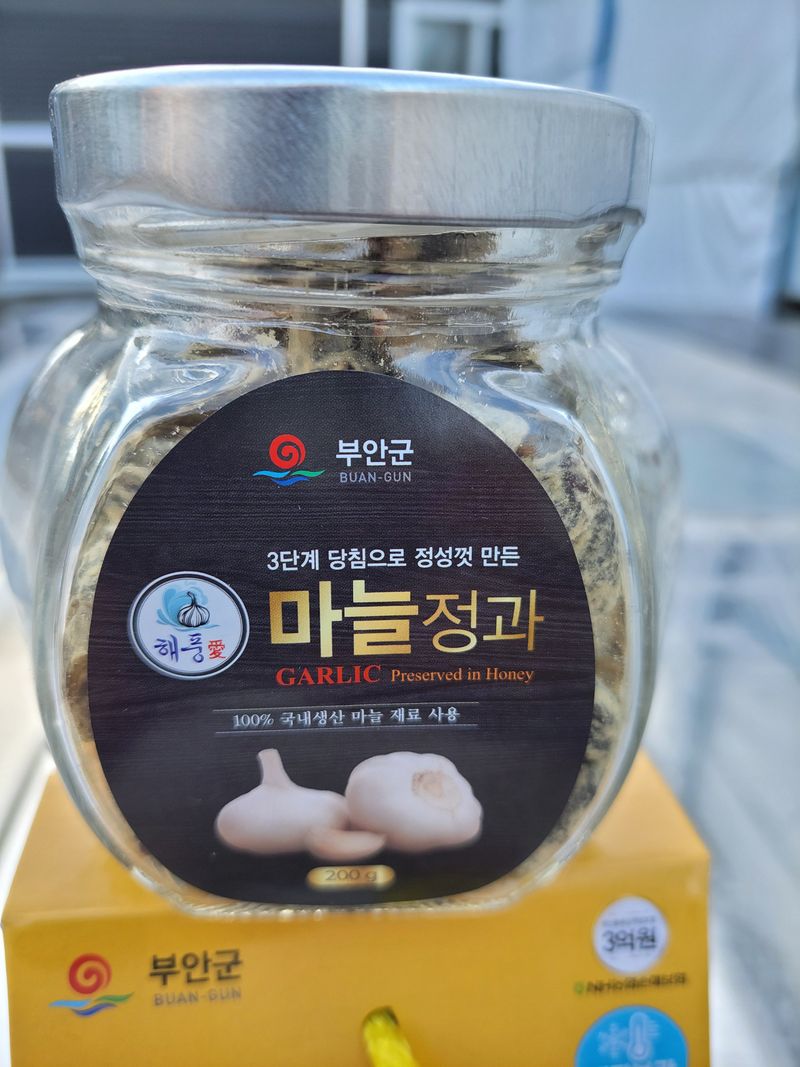 부안군
BUAN-GUN
3단계 당침으로 정성껏 만든
마늘정과
해풍愛
GARLIC Preserved in Honey
100% 국내생산 마늘 재료 사용
200 g
부안군
BUAN-GUN
3억원